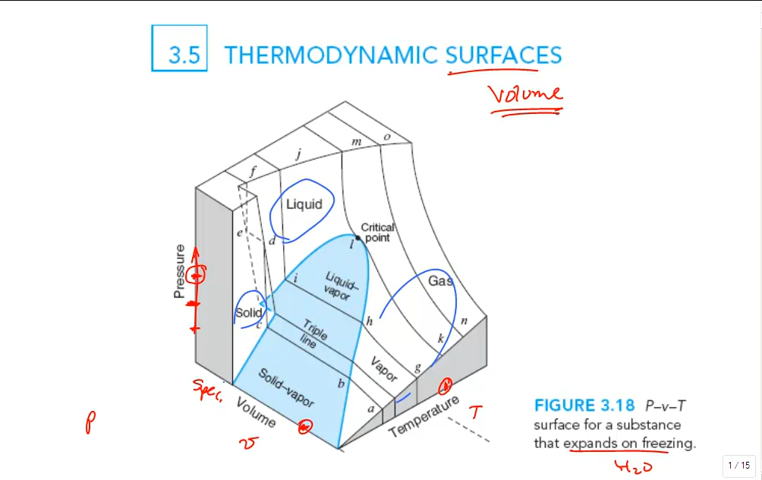 3.5 THERMODYNAMIC SURFACES
Volume
o
m
j
f
Liquid
e
d
Critical
point
l
Pressure
i
Liquid–
vapor
Gas
Solid
c
Triple
line
h
n
k
Vapor
g
Solid–vapor
b
a
Spec.
Volume
v
Temperature
T
P
FIGURE 3.18 P–v–T
surface for a substance
that expands on freezing.
H₂O
1 / 15